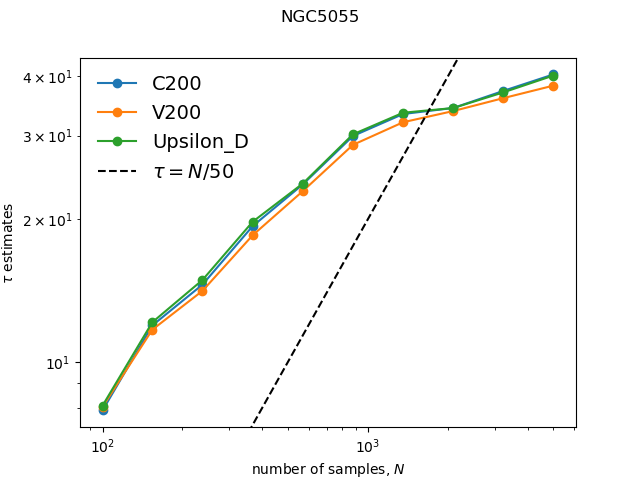 NGC5055
C200
V200
Upsilon_D
τ = N/50
τ estimates
4 × 10¹
3 × 10¹
2 × 10¹
10¹
10² 10³
number of samples, N